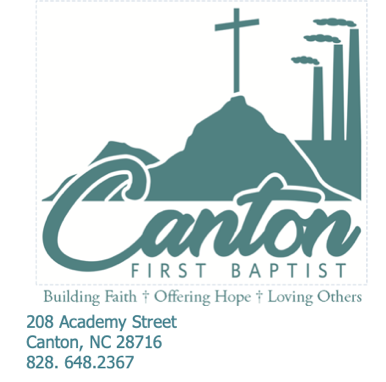 Canton
FIRST BAPTIST
Building Faith † Offering Hope † Loving Others
208 Academy Street
Canton, NC 28716
828. 648.2367